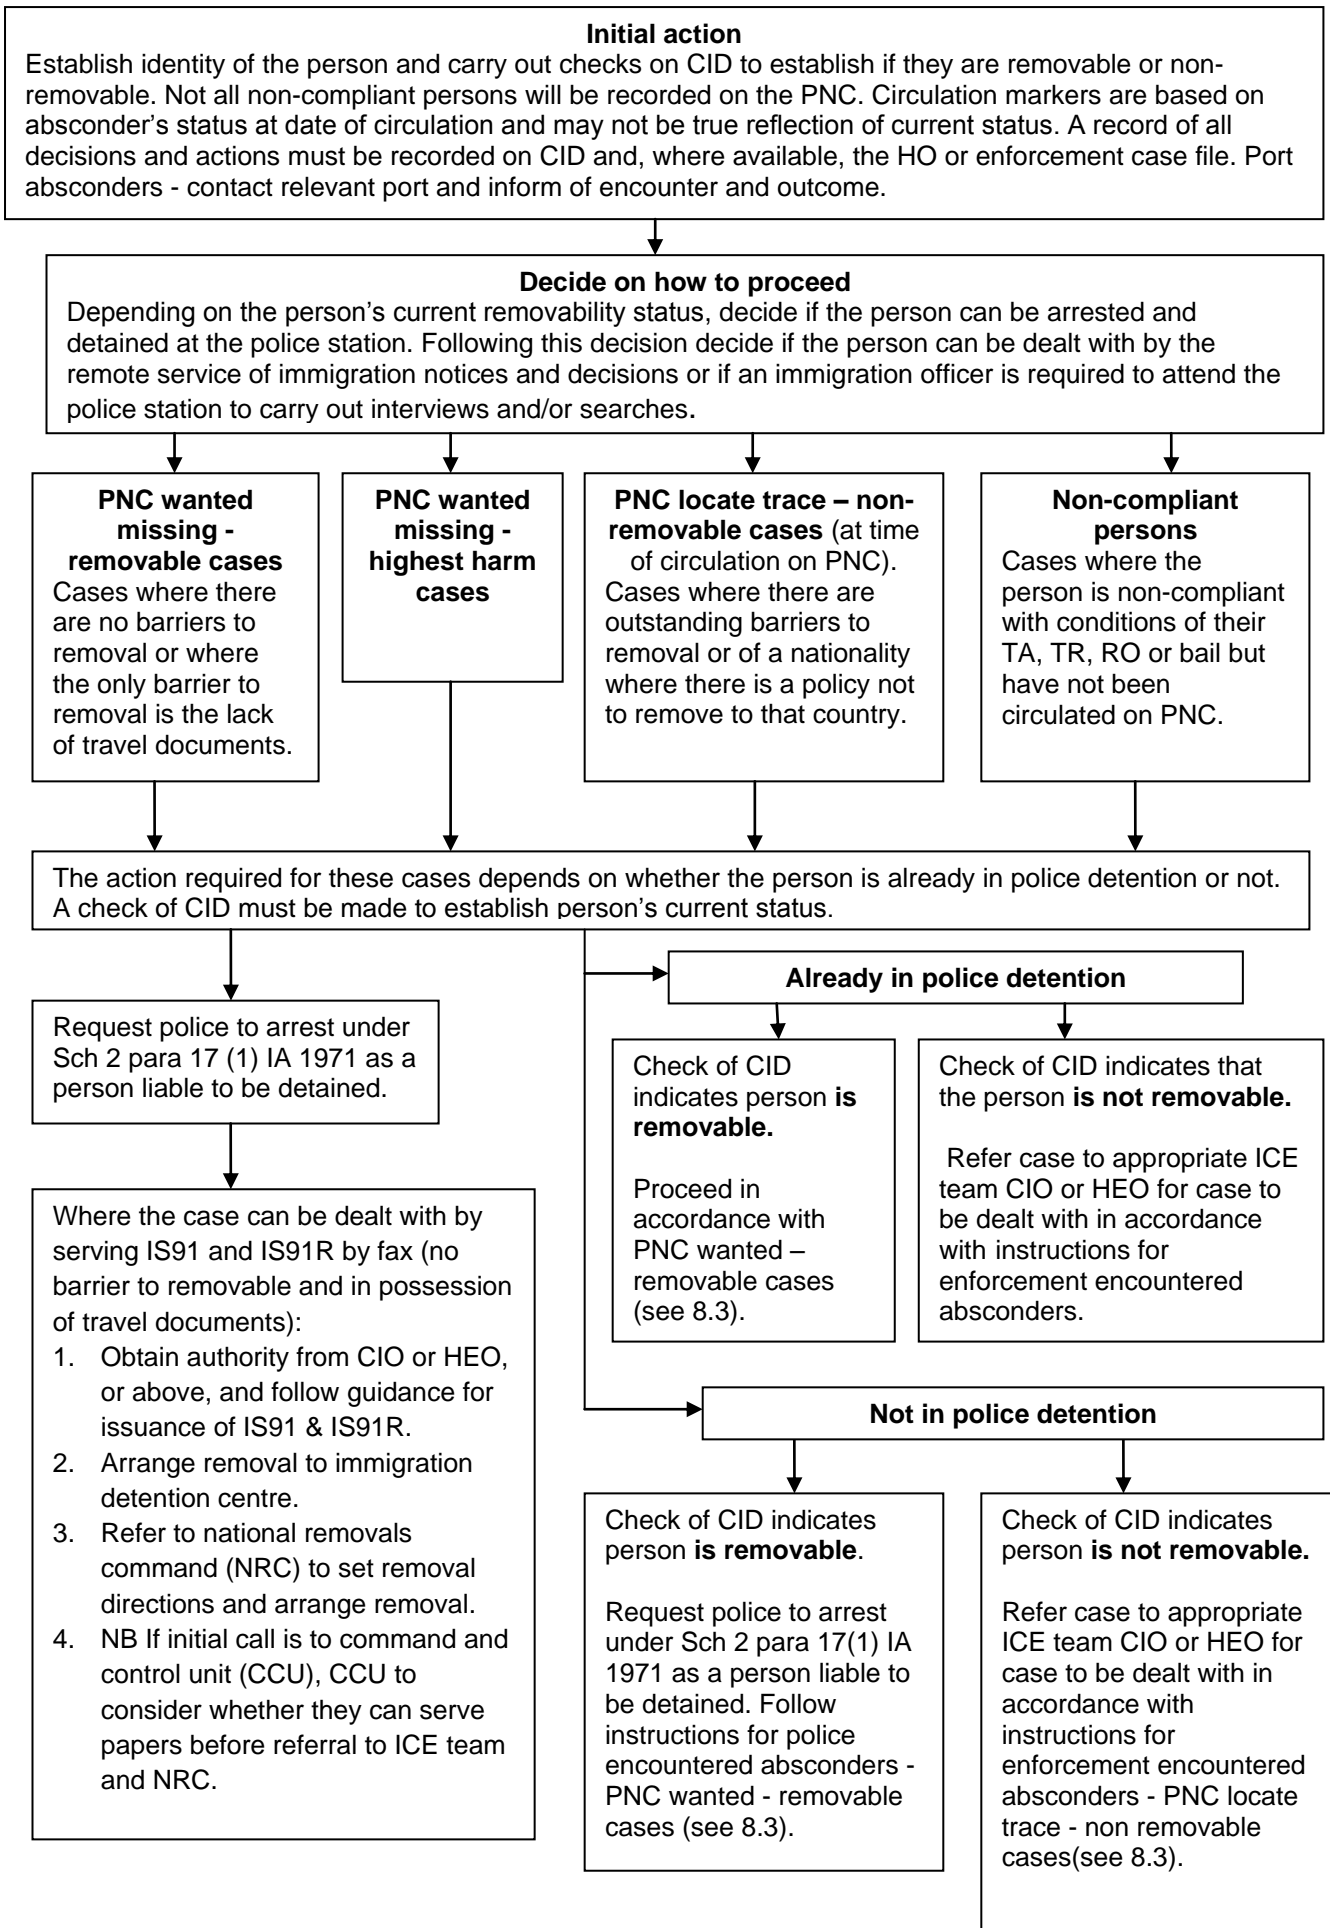 Initial action
Establish identity of the person and carry out checks on CID to establish if they are removable or non-
removable. Not all non-compliant persons will be recorded on the PNC. Circulation markers are based on
absconder’s status at date of circulation and may not be true reflection of current status. A record of all
decisions and actions must be recorded on CID and, where available, the HO or enforcement case file. Port
absconders - contact relevant port and inform of encounter and outcome.
Decide on how to proceed
Depending on the person’s current removability status, decide if the person can be arrested and
detained at the police station. Following this decision decide if the person can be dealt with by the
remote service of immigration notices and decisions or if an immigration officer is required to attend the
police station to carry out interviews and/or searches.
PNC wanted
missing -
removable cases
Cases where there
are no barriers to
removal or where
the only barrier to
removal is the lack
of travel documents.
PNC wanted
missing -
highest harm
cases
PNC locate trace – non-
removable cases (at time
of circulation on PNC).
Cases where there are
outstanding barriers to
removal or of a nationality
where there is a policy not
to remove to that country.
Non-compliant
persons
Cases where the
person is non-compliant
with conditions of their
TA, TR, RO or bail but
have not been
circulated on PNC.
The action required for these cases depends on whether the person is already in police detention or not.
A check of CID must be made to establish person’s current status.
Request police to arrest under
Sch 2 para 17 (1) IA 1971 as a
person liable to be detained.
Where the case can be dealt with by
serving IS91 and IS91R by fax (no
barrier to removable and in possession
of travel documents):
1. Obtain authority from CIO or HEO,
or above, and follow guidance for
issuance of IS91 & IS91R.
2. Arrange removal to immigration
detention centre.
3. Refer to national removals
command (NRC) to set removal
directions and arrange removal.
4. NB If initial call is to command and
control unit (CCU), CCU to
consider whether they can serve
papers before referral to ICE team
and NRC.
Already in police detention
Check of CID
indicates person is
removable.
Proceed in
accordance with
PNC wanted –
removable cases
(see 8.3).
Check of CID indicates that
the person is not removable.
Refer case to appropriate ICE
team CIO or HEO for case to
be dealt with in accordance
with instructions for
enforcement encountered
absconders.
Not in police detention
Check of CID indicates
person is removable.
Request police to arrest
under Sch 2 para 17(1) IA
1971 as a person liable to
be detained. Follow
instructions for police
encountered absconders -
PNC wanted - removable
cases (see 8.3).
Check of CID indicates
person is not removable.
Refer case to appropriate
ICE team CIO or HEO for
case to be dealt with in
accordance with
instructions for
enforcement encountered
absconders - PNC locate
trace - non removable
cases(see 8.3).